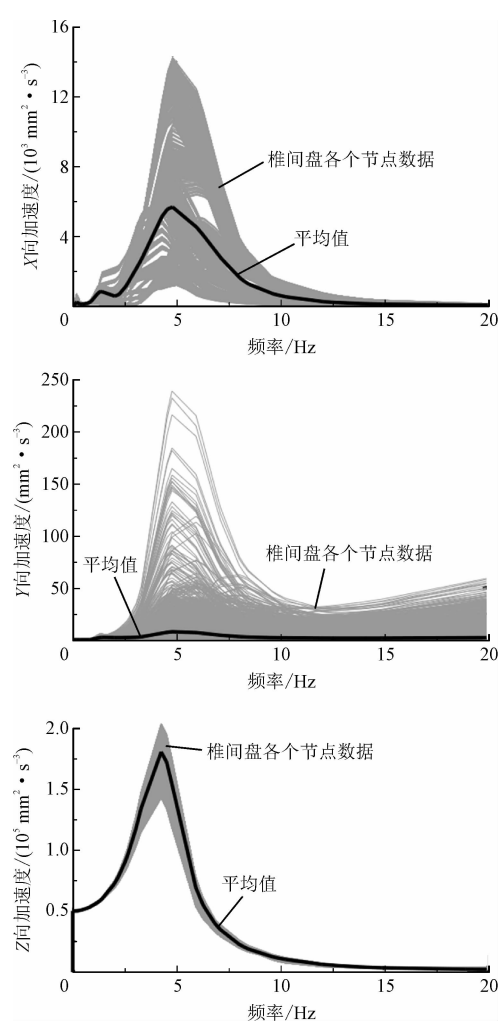 16
12
8
4
0
5
10
15
20
X向加速度/(10³ mm²·s⁻³)
椎间盘各个节点数据
平均值
频率/Hz
250
200
150
100
50
0
5
10
15
20
Y向加速度/(mm²·s⁻³)
椎间盘各个节点数据
平均值
频率/Hz
2.0
1.5
1.0
0.5
0
5
10
15
20
Z向加速度/(10⁵ mm²·s⁻³)
椎间盘各个节点数据
平均值
频率/Hz